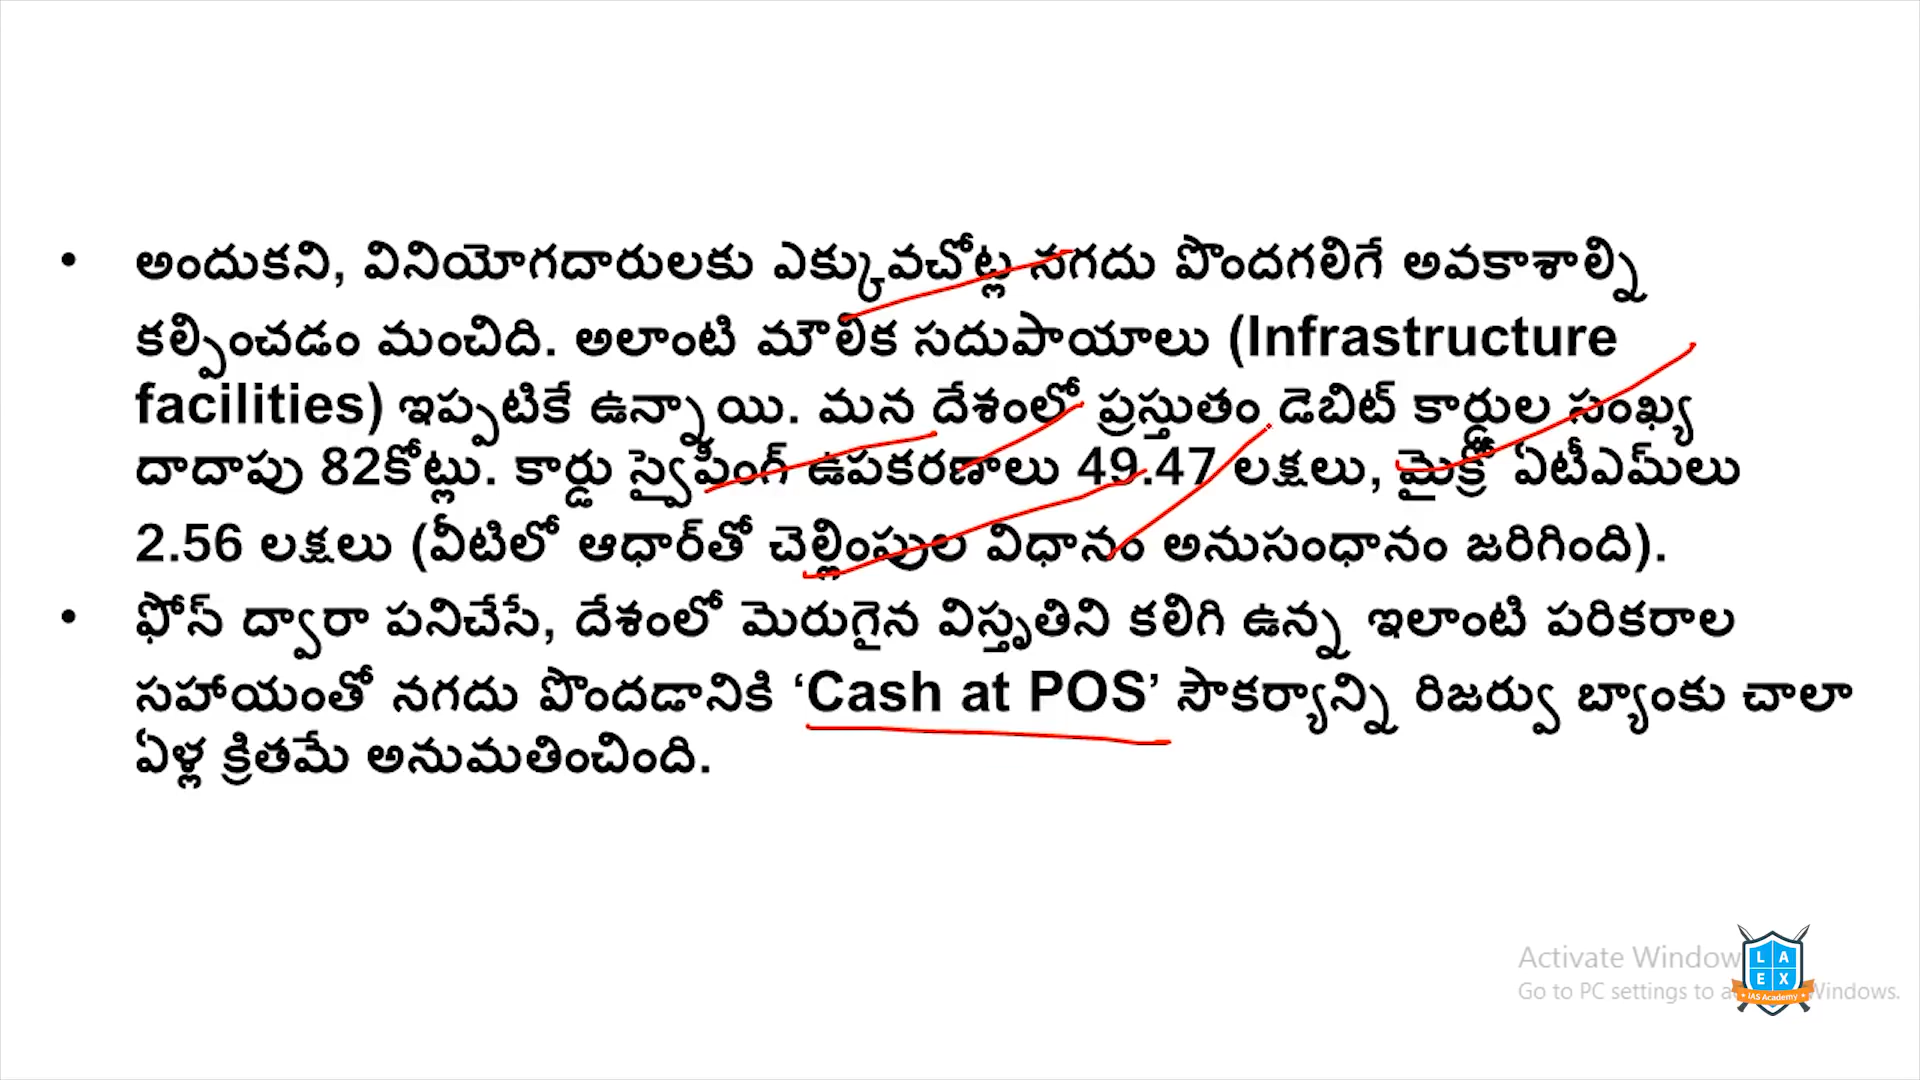 • అందుకని, వినియోగదారులకు ఎక్కువచోట్ల నగదు పొందగలిగే అవకాశాల్ని
కల్పించడం మంచిది. అలాంటి మౌలిక సదుపాయాలు (Infrastructure
facilities) ఇప్పటికే ఉన్నాయి. మన దేశంలో ప్రస్తుతం డెబిట్ కార్డుల సంఖ్య
దాదాపు 82కోట్లు. కార్డు స్వైపింగ్ ఉపకరణాలు 49.47 లక్షలు, మైక్రో ఏటీఎమ్‌లు
2.56 లక్షలు (వీటిలో ఆధార్‌తో చెల్లింపుల విధానం అనుసంధానం జరిగింది).
• ఫోన్ ద్వారా పనిచేసే, దేశంలో మెరుగైన విస్తృతిని కలిగి ఉన్న ఇలాంటి పరికరాల
సహాయంతో నగదు పొందడానికి ‘Cash at POS’ సౌకర్యాన్ని రిజర్వు బ్యాంకు చాలా
ఏళ్ల క్రితమే అనుమతించింది.
Activate Window
Go to PC settings to a Windows.
L A
E X
IAS Academy